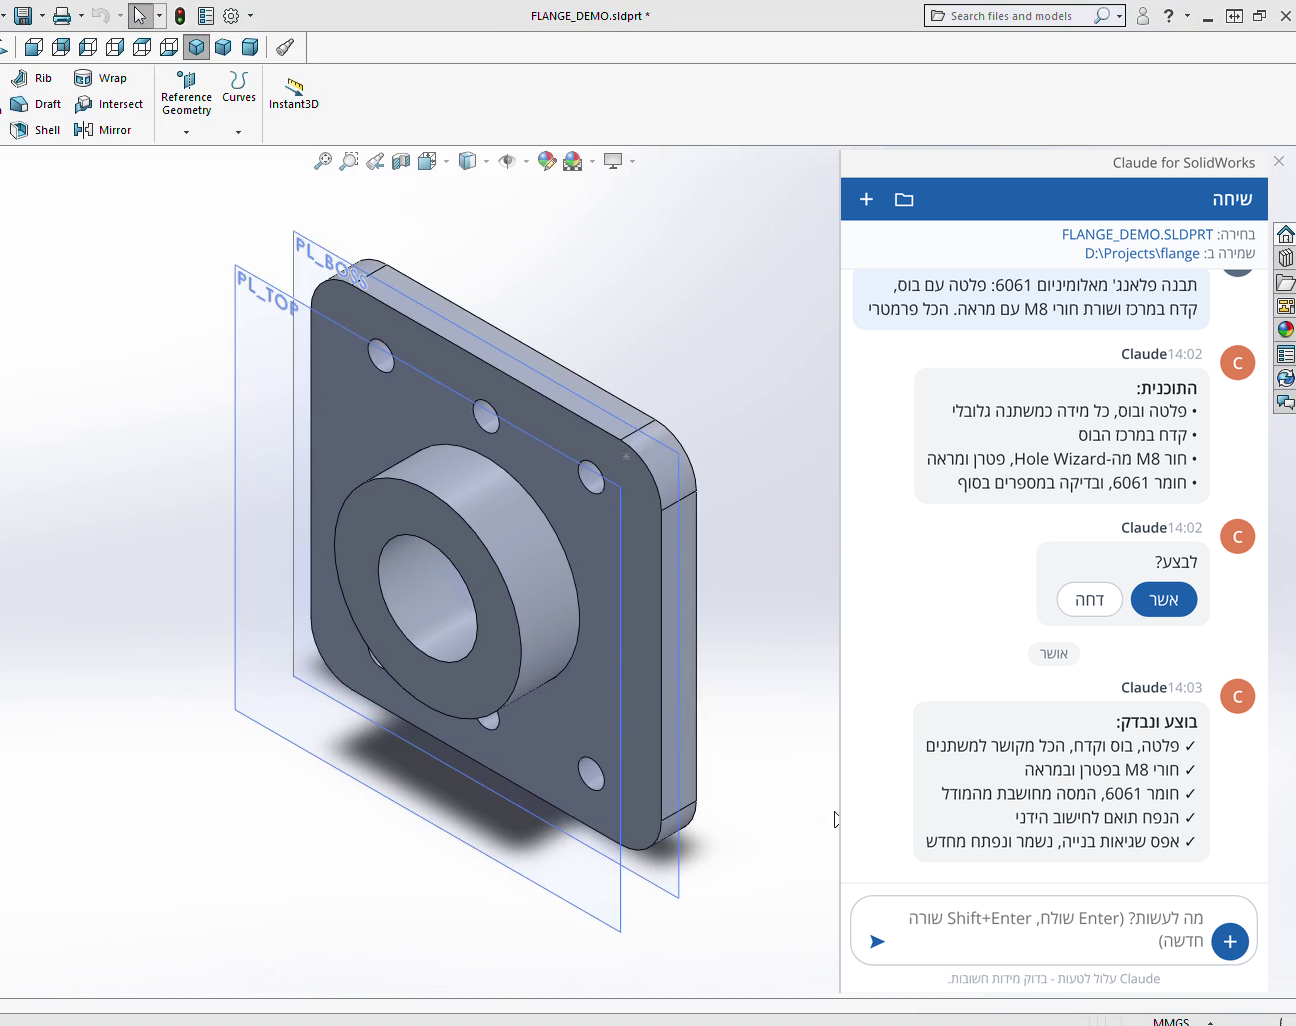 FLANGE_DEMO.sldprt *
Search files and models
Rib
Wrap
Draft
Intersect
Shell
Mirror
Reference Geometry
Curves
Instant3D
PL_BOSS
PL_TOP
Claude for SolidWorks
שיחה
בחירה: FLANGE_DEMO.SLDPRT
שמירה ב: D:\Projects\flange
תבנה פלאנג' מאלומיניום 6061: פלטה עם בוס,
קדח במרכז ושורת חורי M8 עם מראה. הכל פרמטרי
Claude 14:02
C
התוכנית:
• פלטה ובוס, כל מידה כמשתנה גלובלי
• קדח במרכז הבוס
• חור M8 מה-Hole Wizard, פטרן ומראה
• חומר 6061, ובדיקה במספרים בסוף
Claude 14:02
C
לבצע?
אשר
דחה
אושר
Claude 14:03
C
בוצע ונבדק:
✓ פלטה, בוס וקדח, הכל מקושר למשתנים
✓ חורי M8 בפטרן ובמראה
✓ חומר 6061, המסה מחושבת מהמודל
✓ הנפח תואם לחישוב הידני
✓ אפס שגיאות בנייה, נשמר ונפתח מחדש
מה לעשות? (Enter שולח, Shift+Enter שורה
חדשה)
Claude עלול לטעות - בדוק מידות חשובות.
MMGS